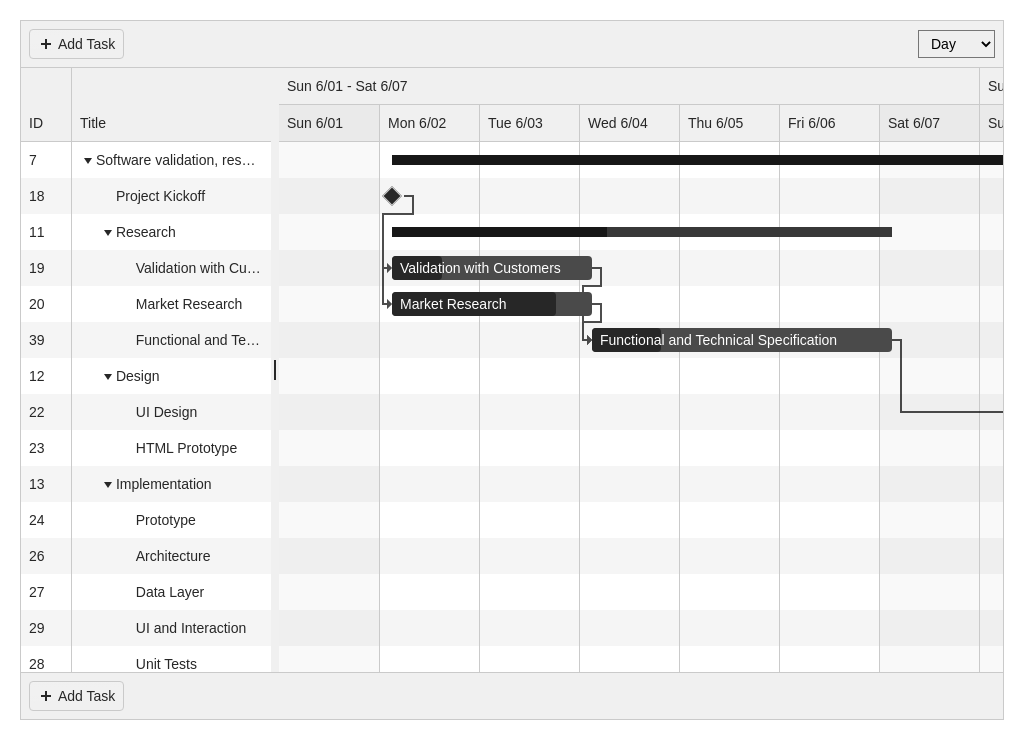 Add Task
Day
Sun 6/01 - Sat 6/07
Su
ID
Title
Sun 6/01
Mon 6/02
Tue 6/03
Wed 6/04
Thu 6/05
Fri 6/06
Sat 6/07
Su
7
Software validation, res…
18
Project Kickoff
11
Research
19
Validation with Cu…
Validation with Customers
20
Market Research
Market Research
39
Functional and Te…
Functional and Technical Specification
12
Design
22
UI Design
23
HTML Prototype
13
Implementation
24
Prototype
26
Architecture
27
Data Layer
29
UI and Interaction
28
Unit Tests
Add Task